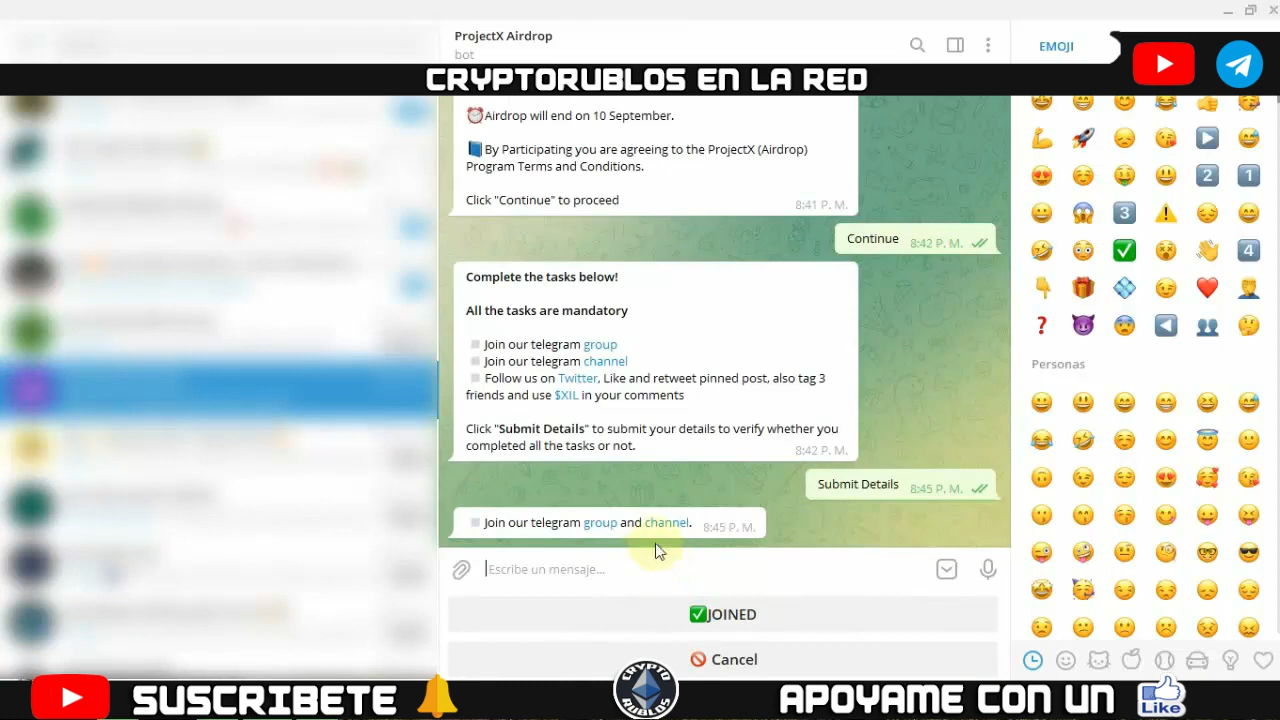 ProjectX Airdrop
bot
EMOJI
CRYPTORUBLOS EN LA RED
⏰Airdrop will end on 10 September.
📘By Participating you are agreeing to the ProjectX (Airdrop)
Program Terms and Conditions.
Click "Continue" to proceed
8:41 P. M.
Continue
8:42 P. M.
Complete the tasks below!
All the tasks are mandatory
Join our telegram group
Join our telegram channel
Follow us on Twitter, Like and retweet pinned post, also tag 3
friends and use $XIL in your comments
Click "Submit Details" to submit your details to verify whether you
completed all the tasks or not.
8:42 P. M.
Submit Details
8:45 P. M.
Join our telegram group and channel.
8:45 P. M.
Escribe un mensaje...
✅JOINED
🚫 Cancel
Personas
SUSCRIBETE
CRYPTO
RUBLOS
APOYAME CON UN
Like